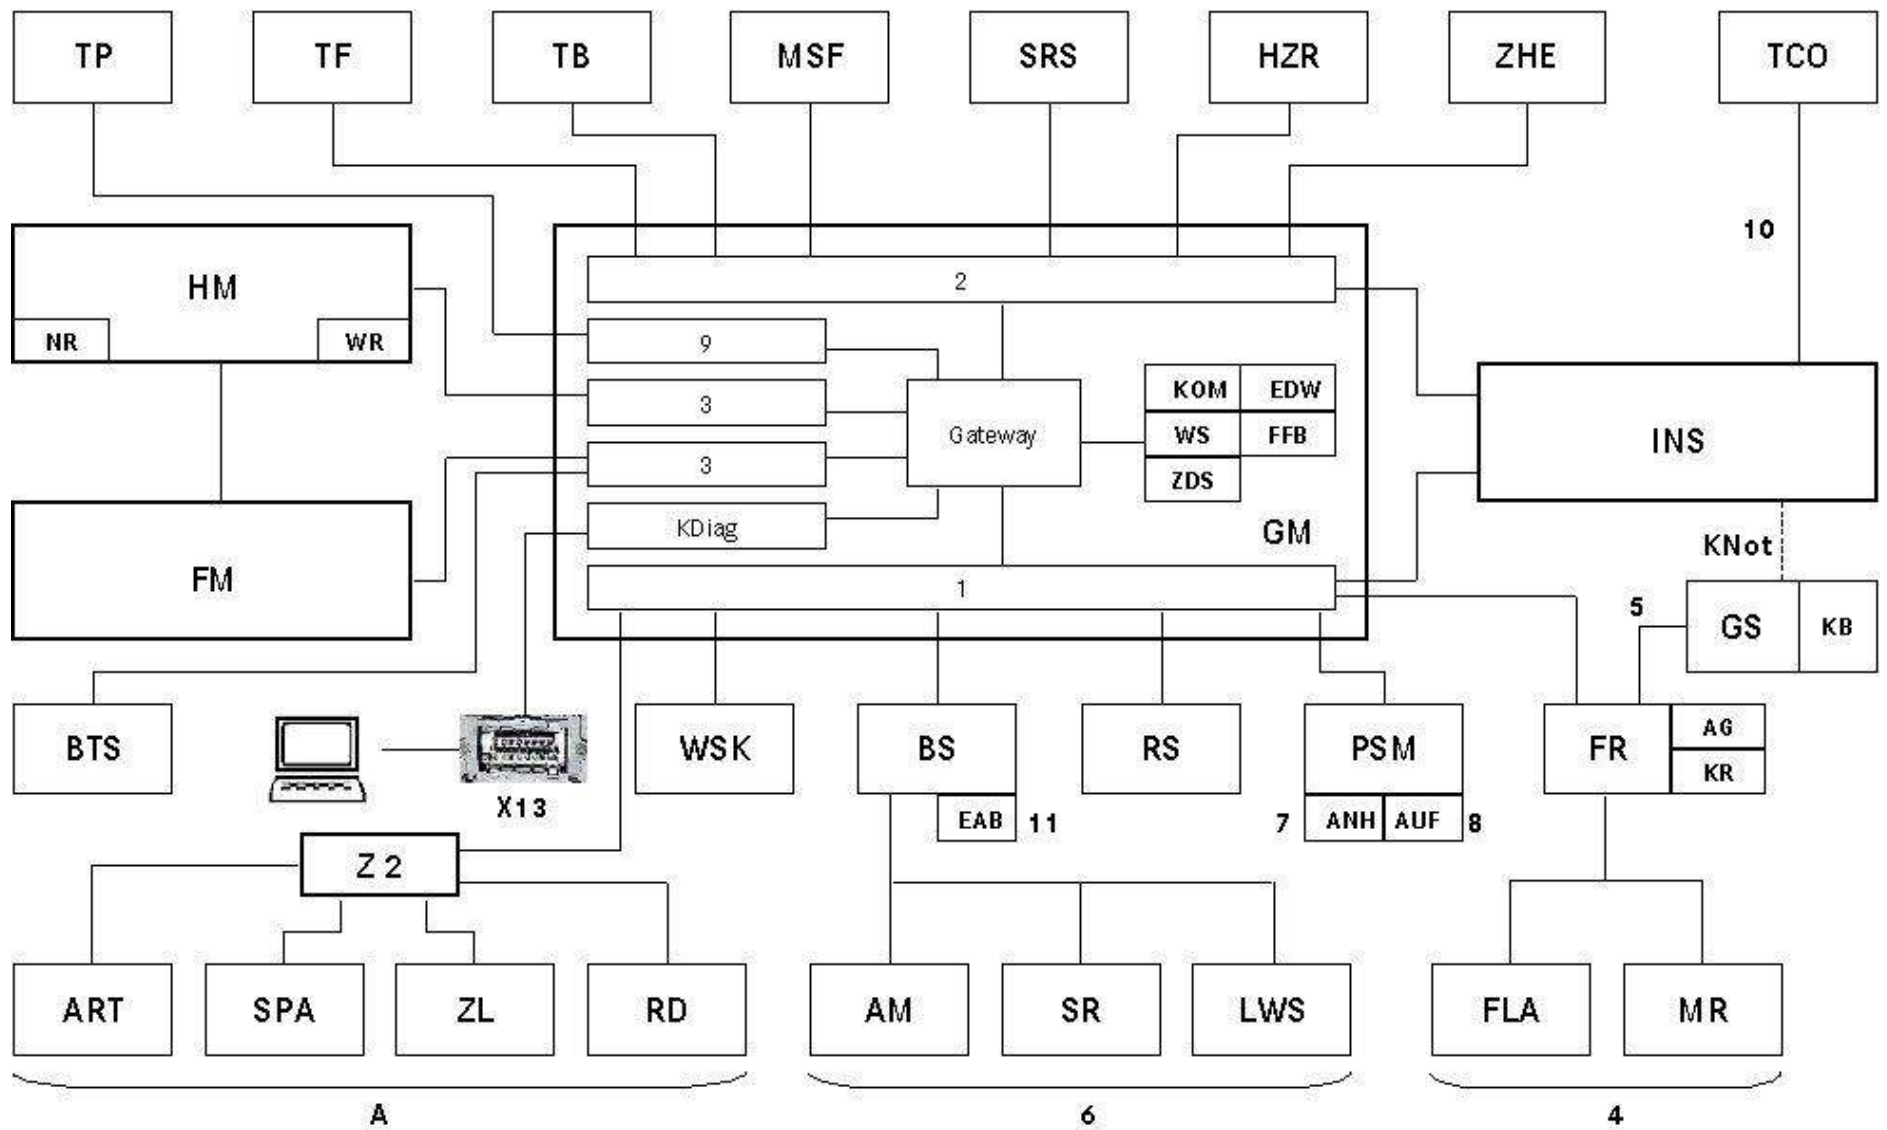 TP
TF
TB
MSF
SRS
HZR
ZHE
TCO
10
HM
NR
WR
2
9
3
3
KDiag
Gateway
KOM
EDW
WS
FFB
ZDS
GM
1
INS
KNot
FM
5
GS
KB
BTS
X13
WSK
BS
EAB
11
RS
PSM
7
ANH
AUF
8
FR
AG
KR
Z 2
ART
SPA
ZL
RD
AM
SR
LWS
FLA
MR
A
6
4